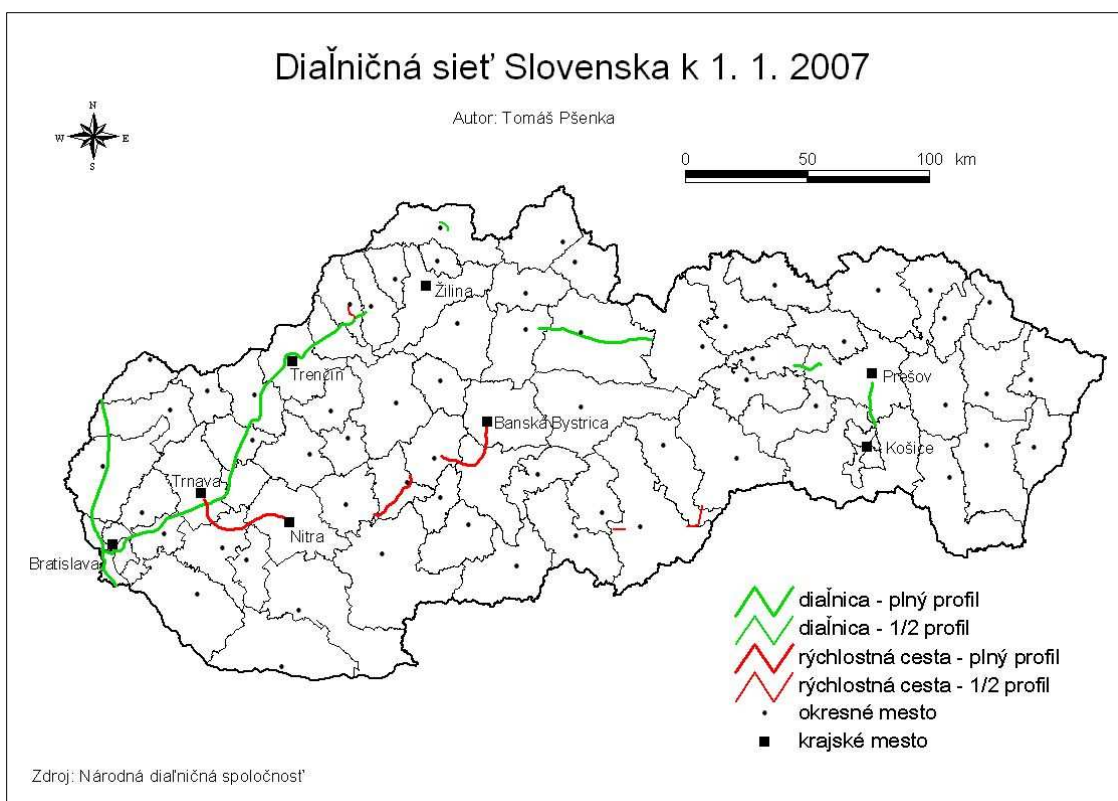 Diaľničná sieť Slovenska k 1. 1. 2007
Autor: Tomáš Pšenka
N
W E
S
0 50 100 km
Žilina
Trenčín
Prešov
Banská Bystrica
Košice
Trnava
Nitra
Bratislava
diaľnica - plný profil
diaľnica - 1/2 profil
rýchlostná cesta - plný profil
rýchlostná cesta - 1/2 profil
okresné mesto
krajské mesto
Zdroj: Národná diaľničná spoločnosť